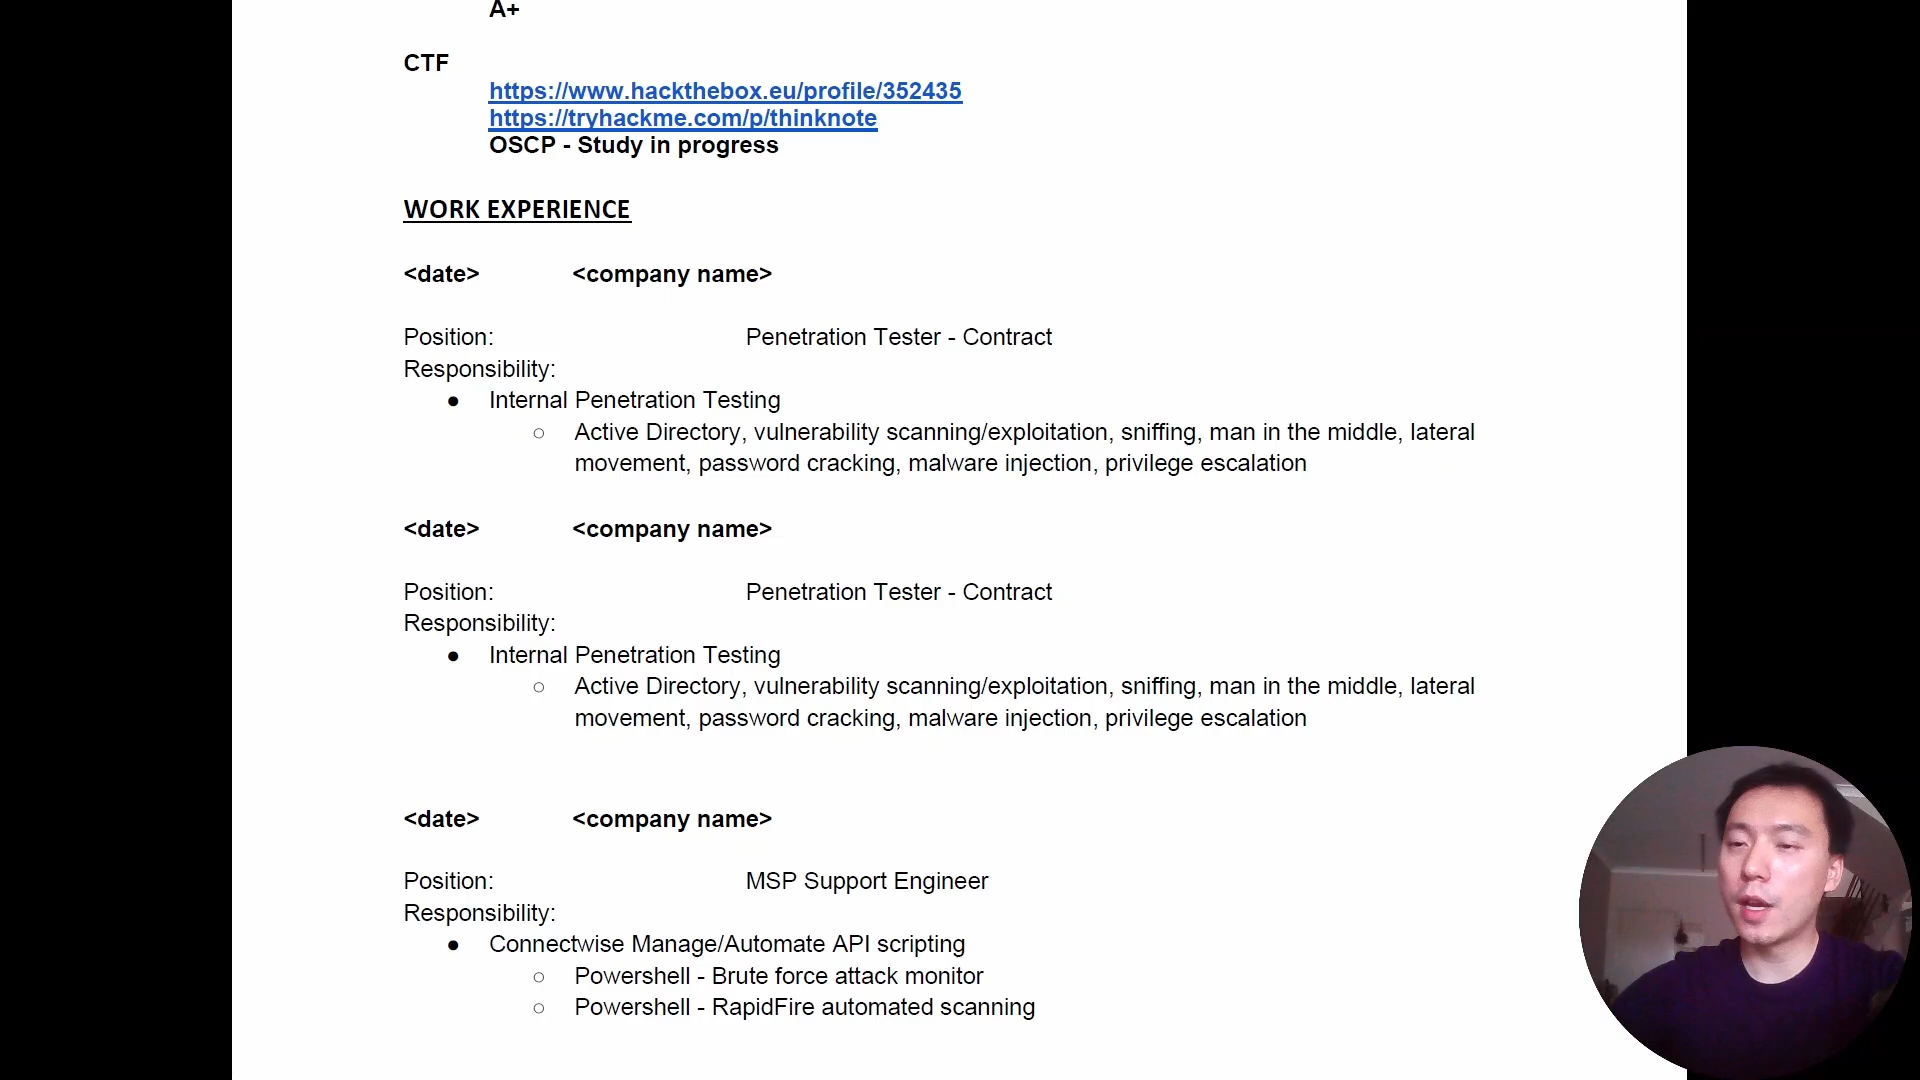 A+
CTF
https://www.hackthebox.eu/profile/352435
https://tryhackme.com/p/thinknote
OSCP - Study in progress
WORK EXPERIENCE
<date> <company name>
Position: Penetration Tester - Contract
Responsibility:
● Internal Penetration Testing
○ Active Directory, vulnerability scanning/exploitation, sniffing, man in the middle, lateral
movement, password cracking, malware injection, privilege escalation
<date> <company name>
Position: Penetration Tester - Contract
Responsibility:
● Internal Penetration Testing
○ Active Directory, vulnerability scanning/exploitation, sniffing, man in the middle, lateral
movement, password cracking, malware injection, privilege escalation
<date> <company name>
Position: MSP Support Engineer
Responsibility:
● Connectwise Manage/Automate API scripting
○ Powershell - Brute force attack monitor
○ Powershell - RapidFire automated scanning